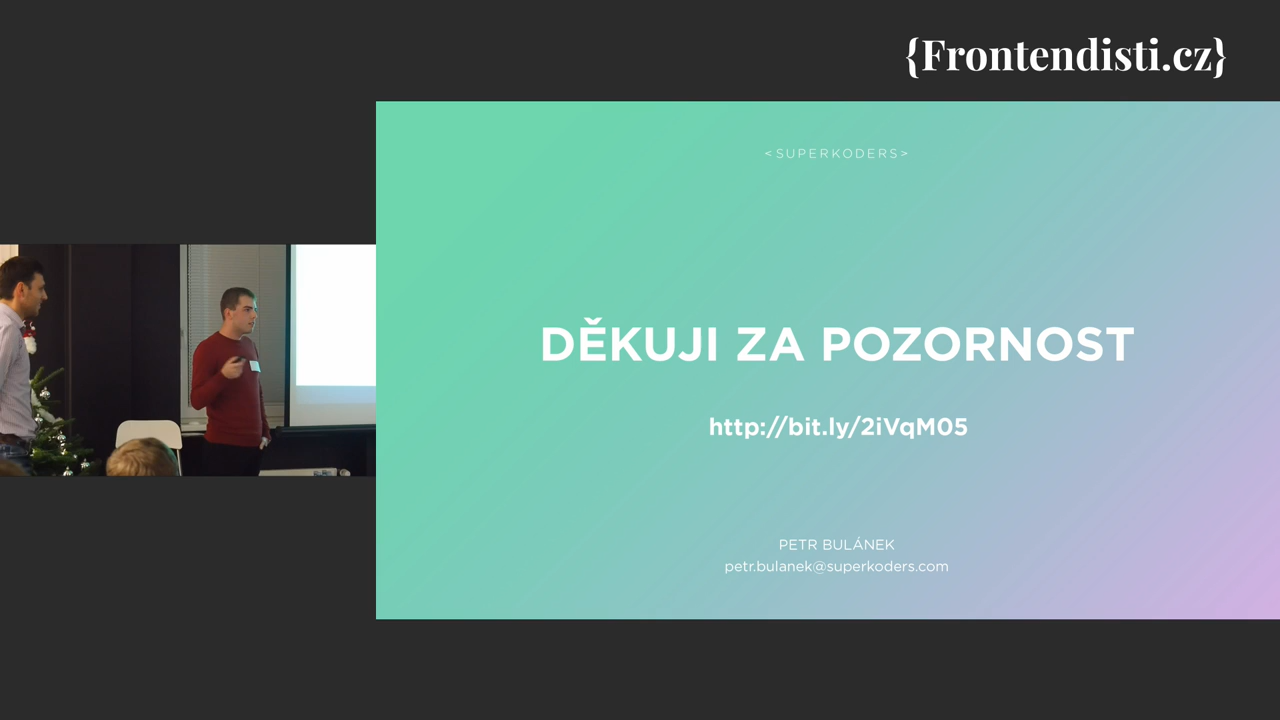 {Frontendisti.cz}
<SUPERKODERS>
DĚKUJI ZA POZORNOST
http://bit.ly/2iVqM05
PETR BULÁNEK
petr.bulanek@superkoders.com